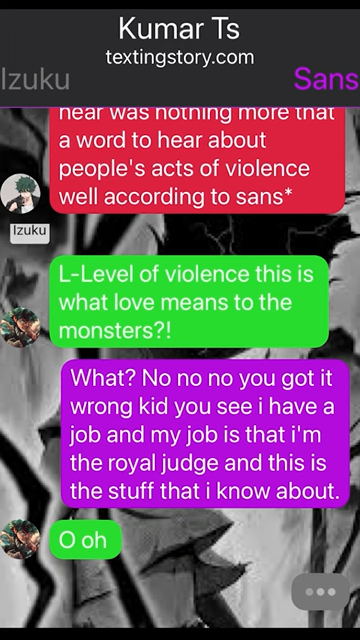 Kumar Ts
textingstory.com
Izuku
Sans
hear was nothing more that
a word to hear about
people's acts of violence
well according to sans*
Izuku
L-Level of violence this is
what love means to the
monsters?!
What? No no no you got it
wrong kid you see i have a
job and my job is that i'm
the royal judge and this is
the stuff that i know about.
O oh